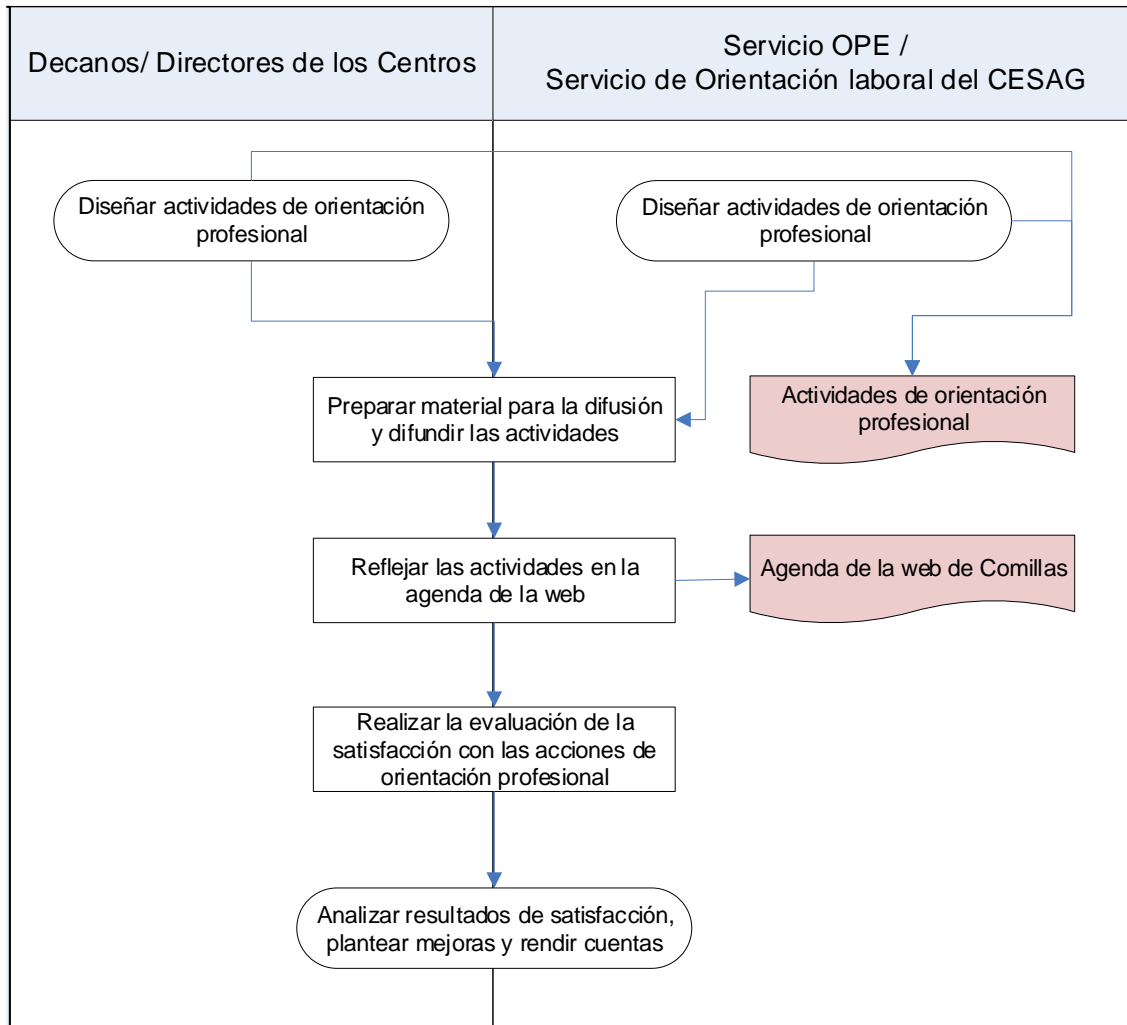 Decanos/ Directores de los Centros
Servicio OPE /
Servicio de Orientación laboral del CESAG
Diseñar actividades de orientación
profesional
Diseñar actividades de orientación
profesional
Preparar material para la difusión
y difundir las actividades
Actividades de orientación
profesional
Reflejar las actividades en la
agenda de la web
Agenda de la web de Comillas
Realizar la evaluación de la
satisfacción con las acciones de
orientación profesional
Analizar resultados de satisfacción,
plantear mejoras y rendir cuentas